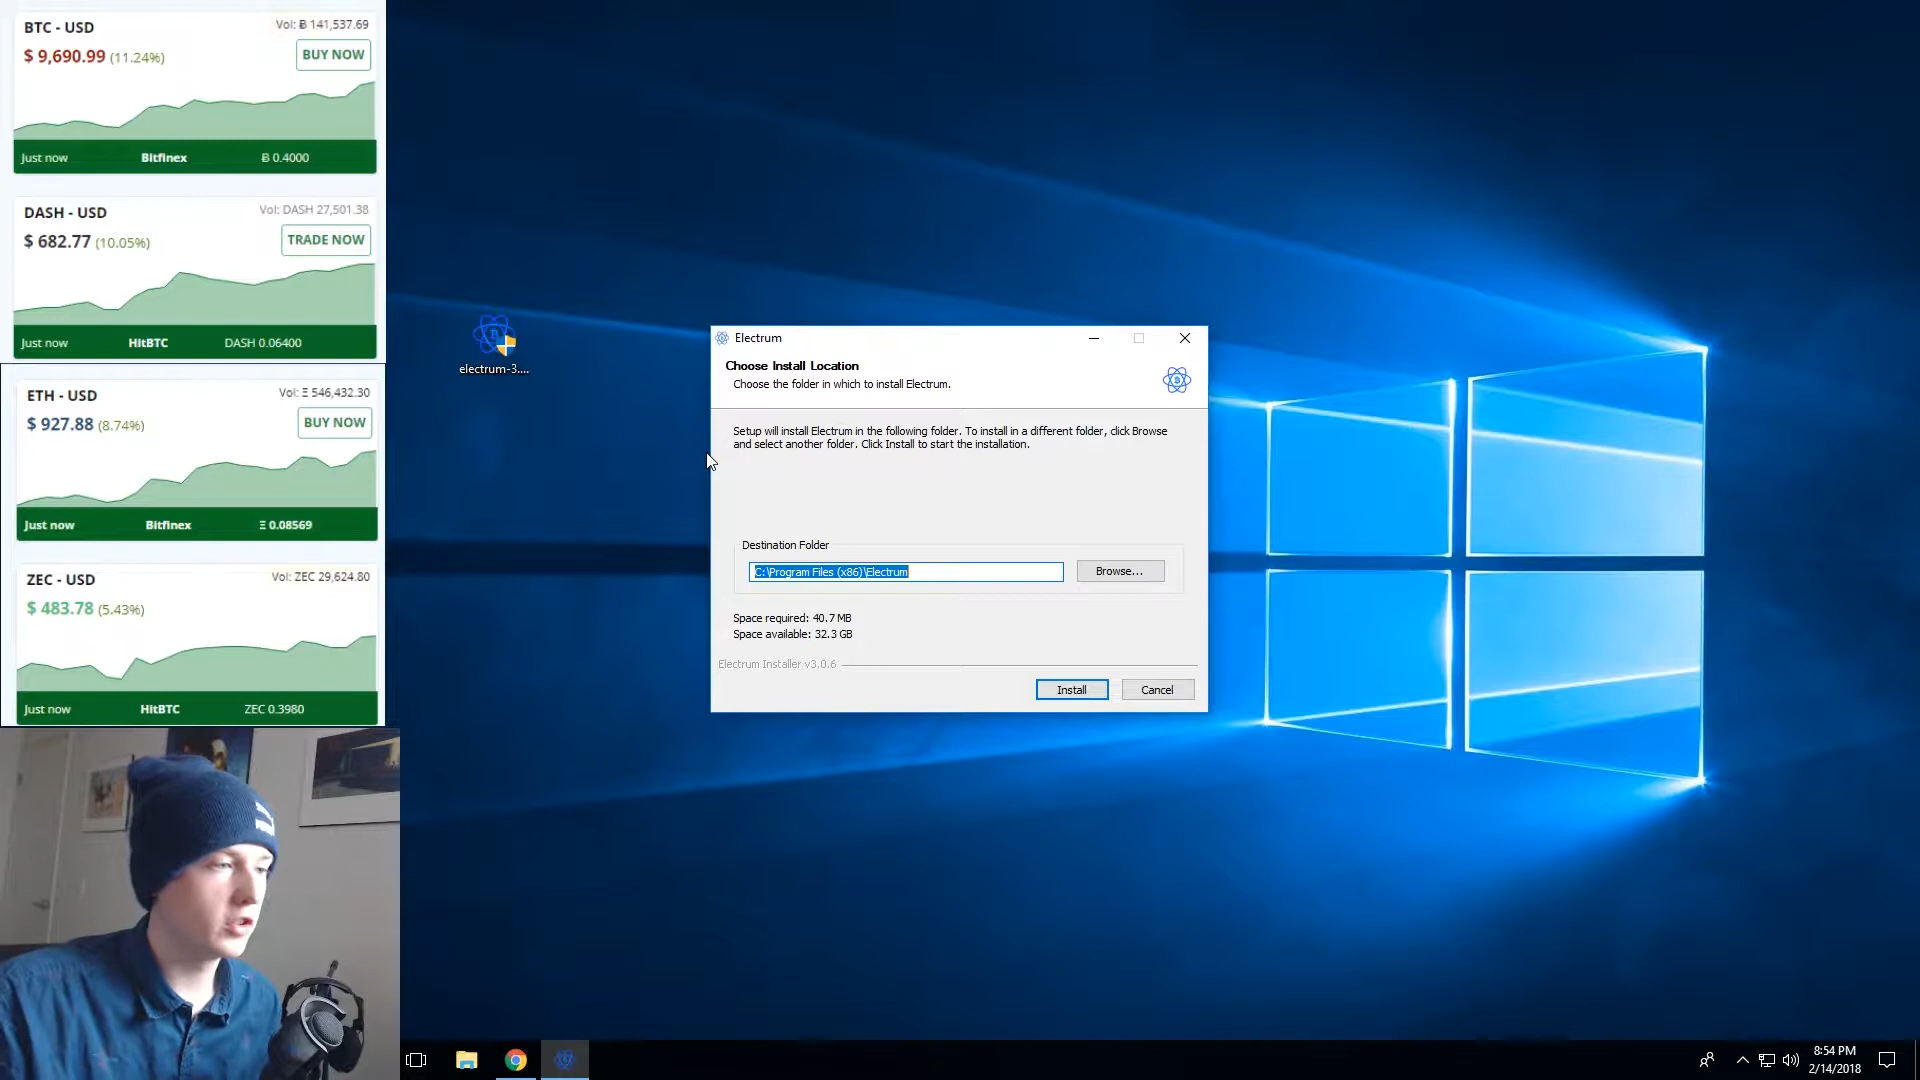 BTC - USD
Vol: Ƀ 141,537.69
$ 9,690.99 (11.24%)
BUY NOW
Just now
Bitfinex
Ƀ 0.4000
DASH - USD
Vol: DASH 27,501.38
$ 682.77 (10.05%)
TRADE NOW
Just now
HitBTC
DASH 0.06400
ETH - USD
Vol: Ξ 546,432.30
$ 927.88 (8.74%)
BUY NOW
Just now
Bitfinex
Ξ 0.08569
ZEC - USD
Vol: ZEC 29,624.80
$ 483.78 (5.43%)
Just now
HitBTC
ZEC 0.3980
electrum-3....
Electrum
Choose Install Location
Choose the folder in which to install Electrum.
Setup will install Electrum in the following folder. To install in a different folder, click Browse
and select another folder. Click Install to start the installation.
Destination Folder
C:\Program Files (x86)\Electrum
Browse...
Space required: 40.7 MB
Space available: 32.3 GB
Electrum Installer v3.0.6
Install
Cancel
8:54 PM
2/14/2018